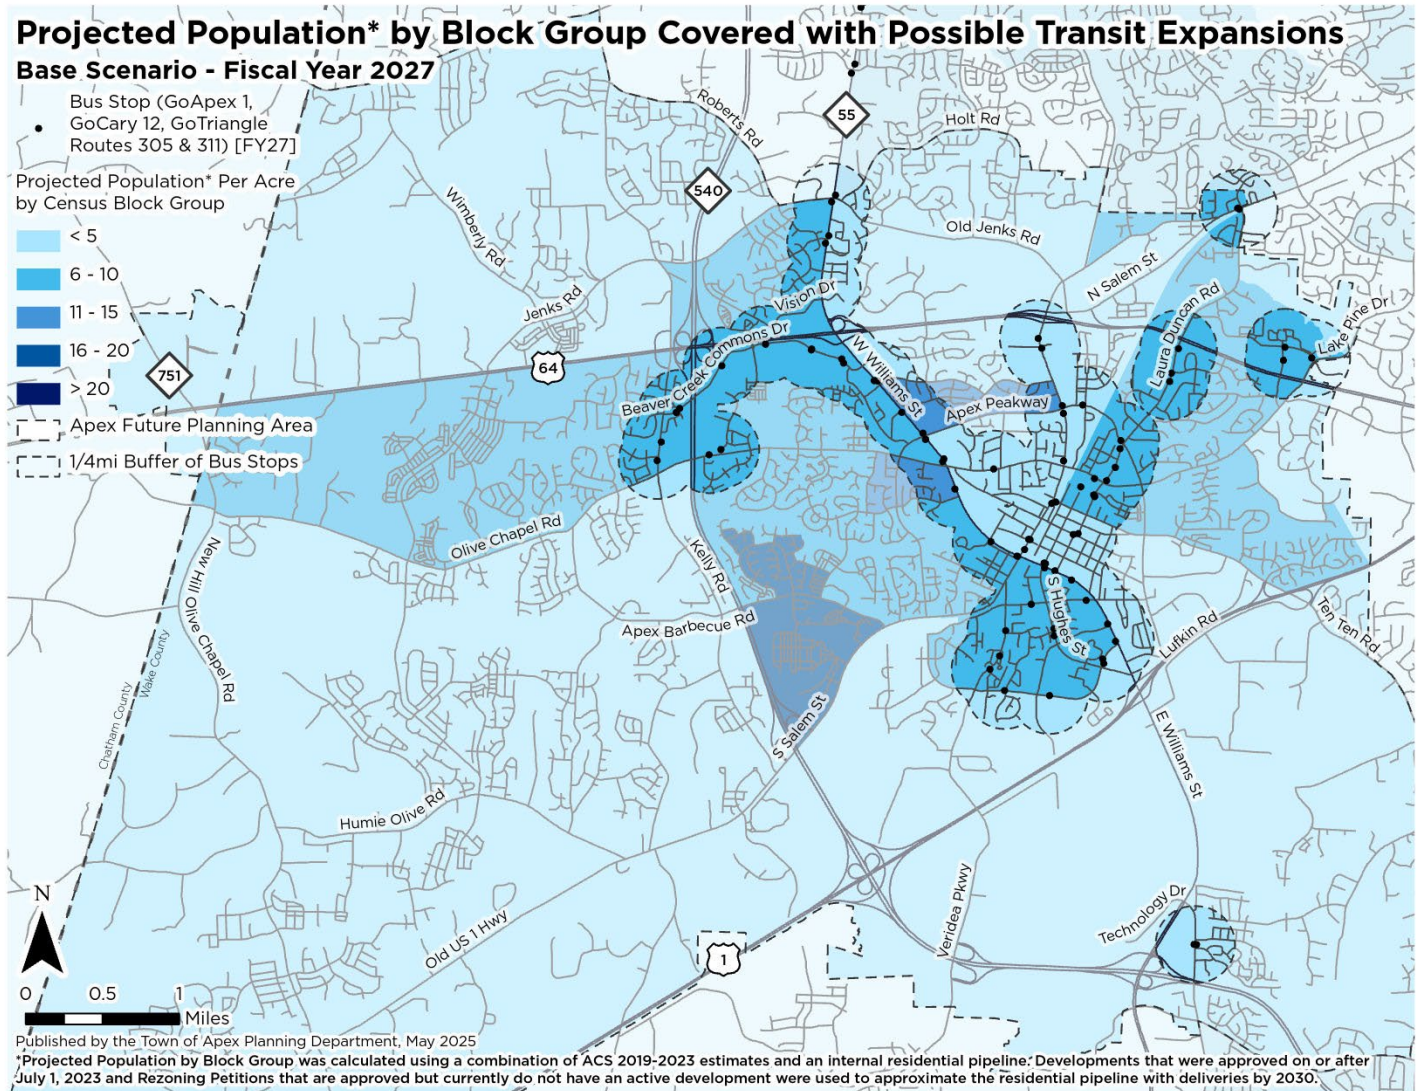 Projected Population* by Block Group Covered with Possible Transit Expansions
Base Scenario - Fiscal Year 2027
Bus Stop (GoApex 1,
GoCary 12, GoTriangle
Routes 305 & 311) [FY27]
Projected Population* Per Acre
by Census Block Group
< 5
6 - 10
11 - 15
16 - 20
> 20
Apex Future Planning Area
1/4mi Buffer of Bus Stops
751
64
540
55
1
Roberts Rd
Holt Rd
Wimberly Rd
Old Jenks Rd
N Salem St
Jenks Rd
Vision Dr
Laura Duncan Rd
Lake Pine Dr
Beaver Creek Commons Dr
W Williams St
Apex Peakway
Olive Chapel Rd
New Hill Olive Chapel Rd
Kelly Rd
Apex Barbecue Rd
S Hughes St
Lufkin Rd
Ten Ten Rd
Chatham County
Wake County
S Salem St
E Williams St
Humie Olive Rd
Old US 1 Hwy
Veridea Pkwy
Technology Dr
N
0 0.5 1
Miles
Published by the Town of Apex Planning Department, May 2025
*Projected Population by Block Group was calculated using a combination of ACS 2019-2023 estimates and an internal residential pipeline. Developments that were approved on or after
July 1, 2023 and Rezoning Petitions that are approved but currently do not have an active development were used to approximate the residential pipeline with deliveries by 2030.